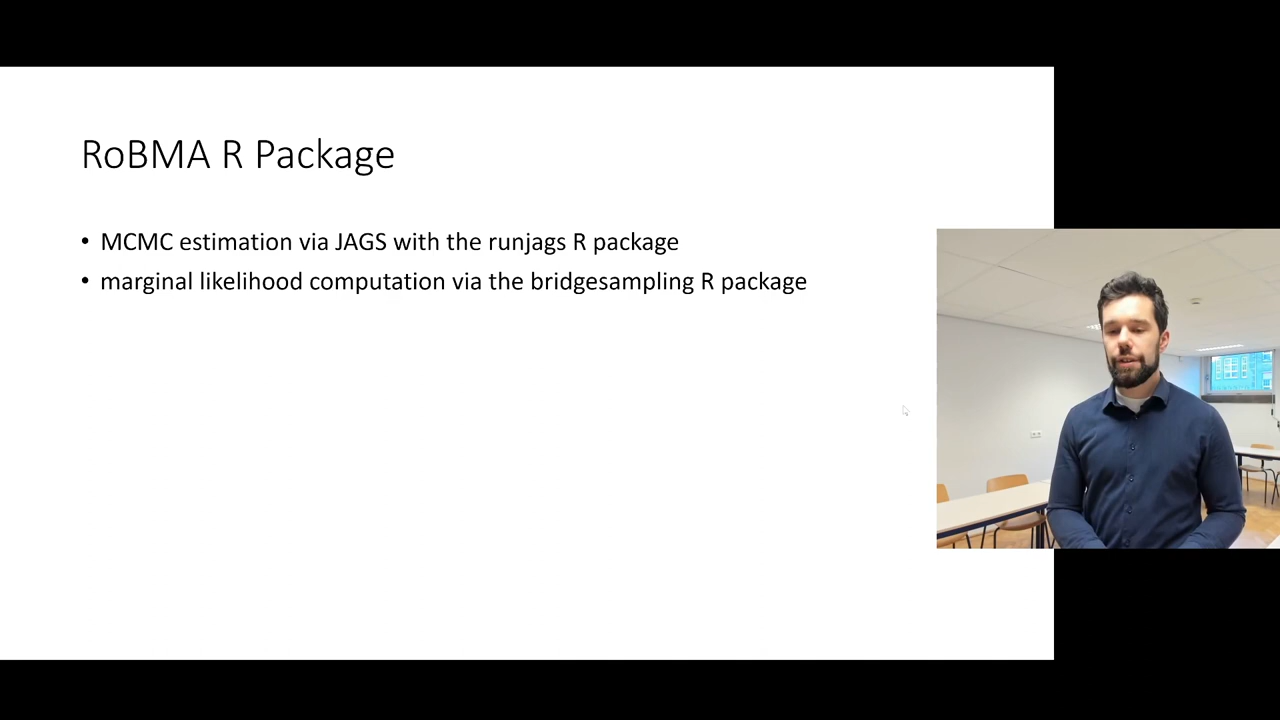 RoBMA R Package
• MCMC estimation via JAGS with the runjags R package
• marginal likelihood computation via the bridgesampling R package